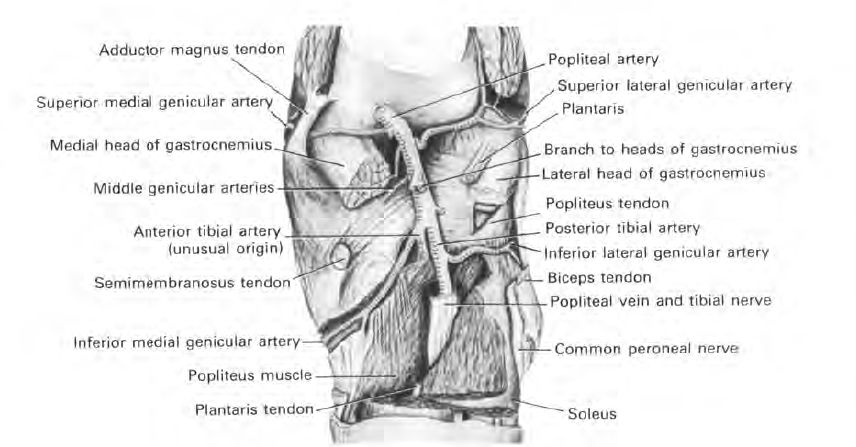 Adductor magnus tendon
Superior medial genicular artery
Medial head of gastrocnemius
Middle genicular arteries
Anterior tibial artery
(unusual origin)
Semimembranosus tendon
Inferior medial genicular artery
Popliteus muscle
Plantaris tendon
Popliteal artery
Superior lateral genicular artery
Plantaris
Branch to heads of gastrocnemius
Lateral head of gastrocnemius
Popliteus tendon
Posterior tibial artery
Inferior lateral genicular artery
Biceps tendon
Popliteal vein and tibial nerve
Common peroneal nerve
Soleus